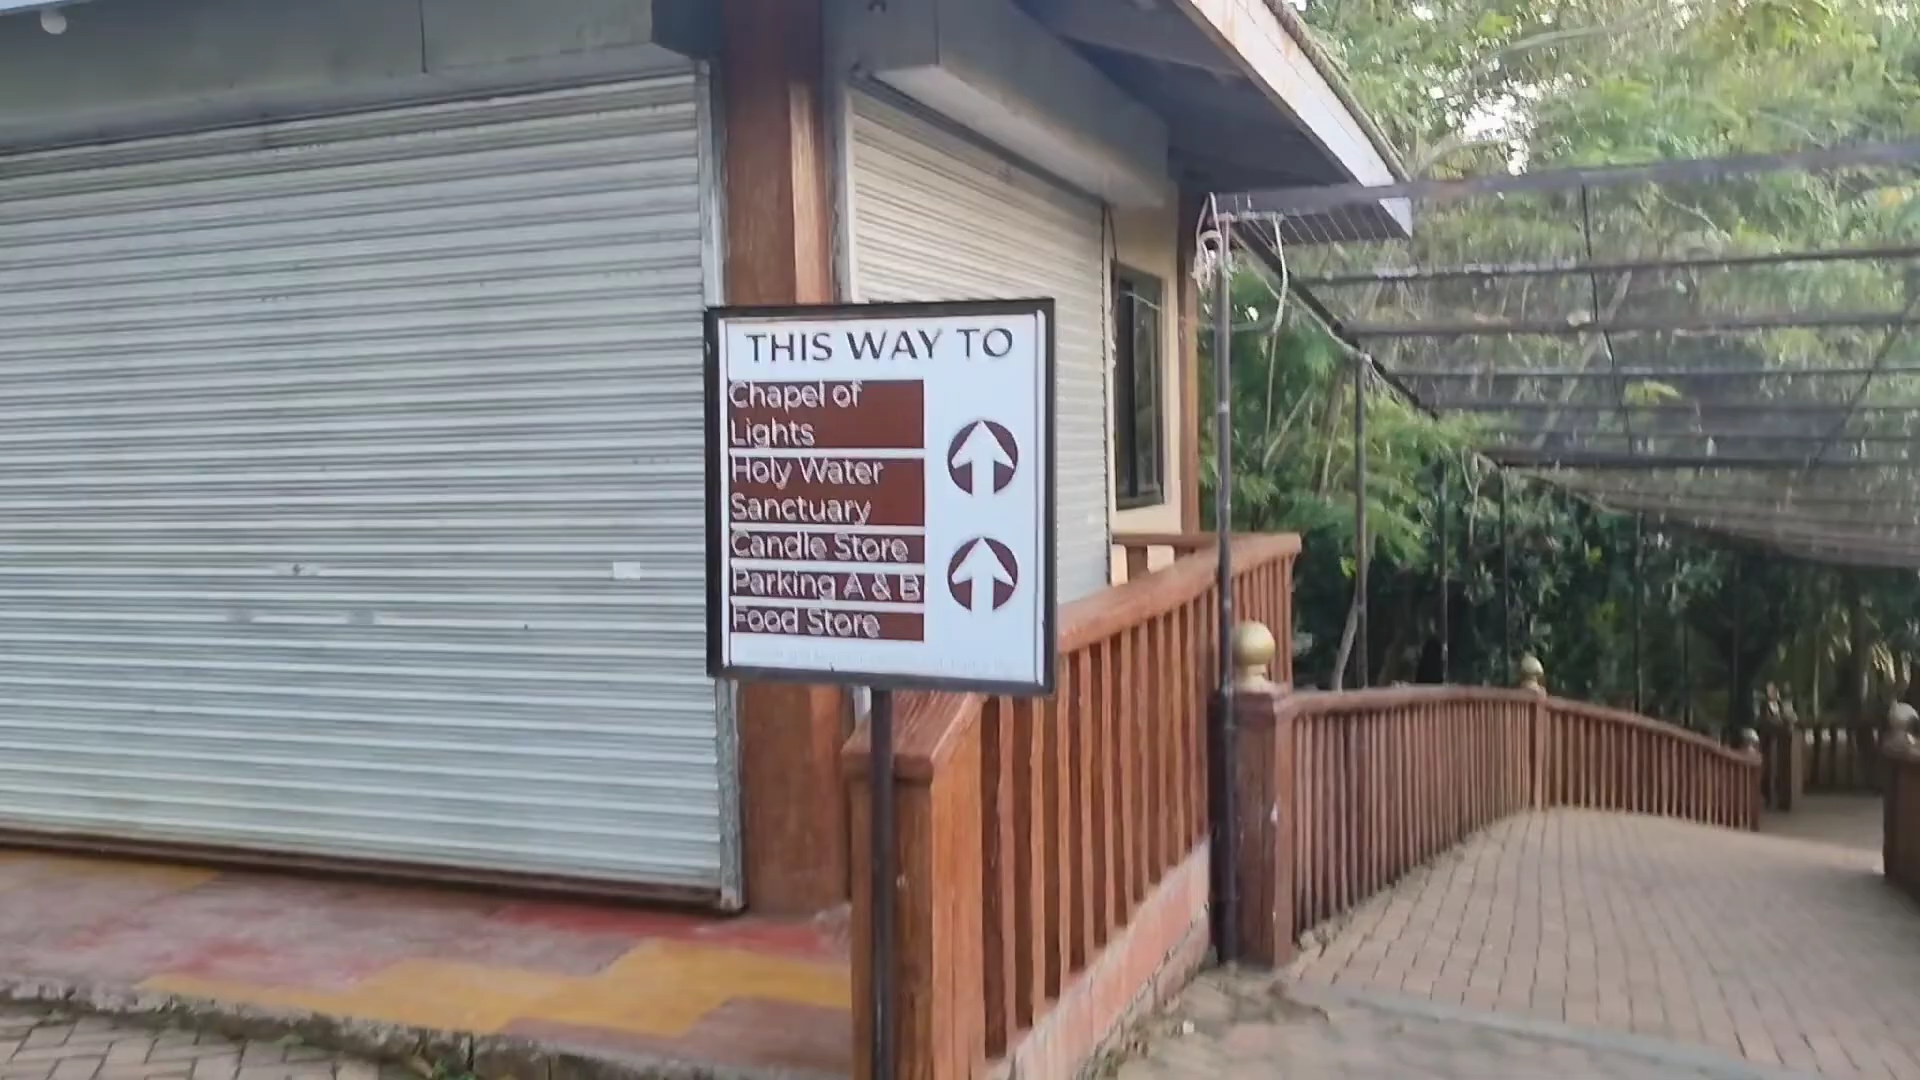 THIS WAY TO
Chapel of
Lights
Holy Water
Sanctuary
Candle Store
Parking A & B
Food Store